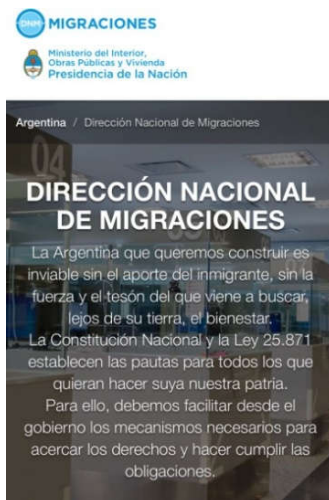 DNM MIGRACIONES
Ministerio del Interior,
Obras Públicas y Vivienda
Presidencia de la Nación
Argentina / Dirección Nacional de Migraciones
04
DIRECCIÓN NACIONAL
DE MIGRACIONES
La Argentina que queremos construir es
inviable sin el aporte del inmigrante, sin la
fuerza y el tesón del que viene a buscar,
lejos de su tierra, el bienestar.
La Constitución Nacional y la Ley 25.871
establecen las pautas para todos los que
quieran hacer suya nuestra patria.
Para ello, debemos facilitar desde el
gobierno los mecanismos necesarios para
acercar los derechos y hacer cumplir las
obligaciones.